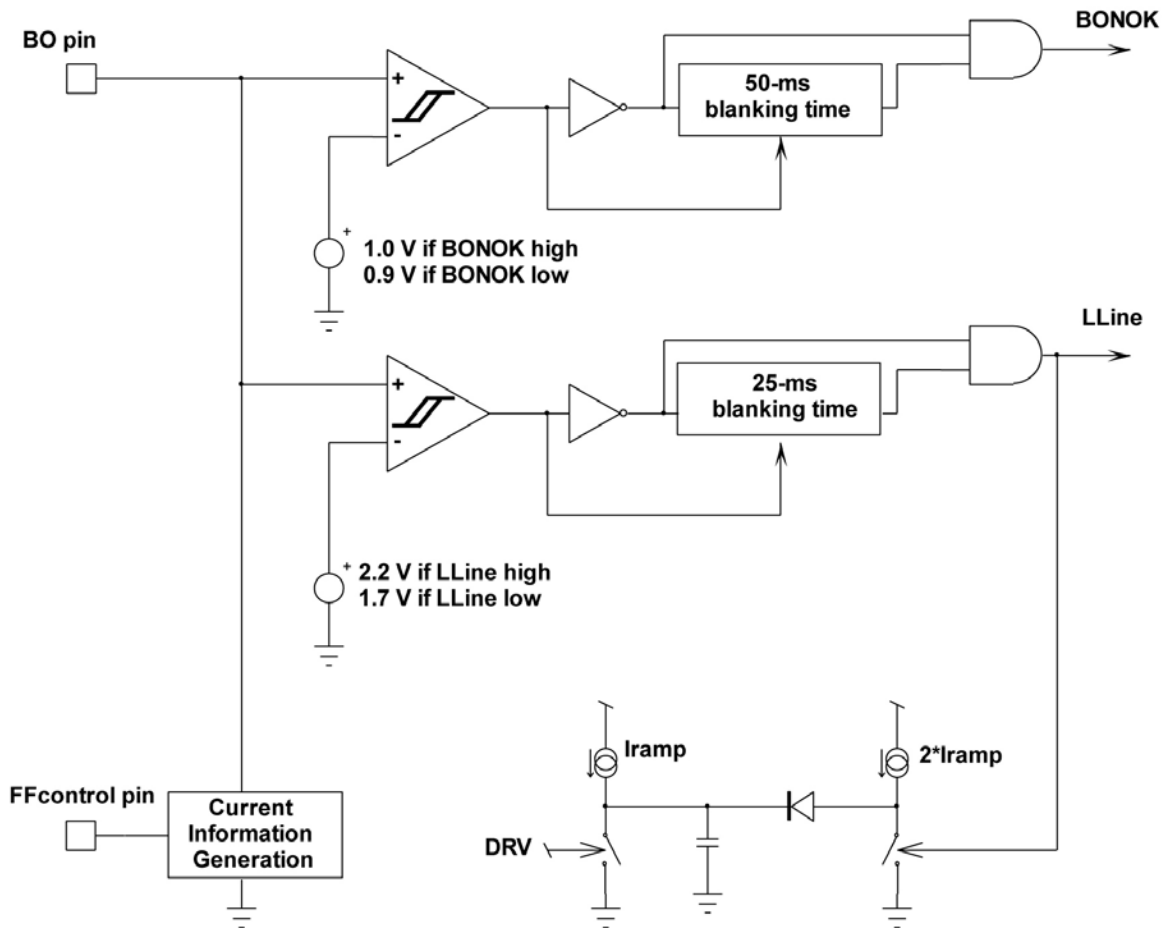 BONOK
BO pin
+
50-ms
blanking time
-
+
1.0 V if BONOK high
0.9 V if BONOK low
LLine
+
25-ms
blanking time
-
+
2.2 V if LLine high
1.7 V if LLine low
Iramp
2*Iramp
FFcontrol pin
Current
Information
Generation
DRV